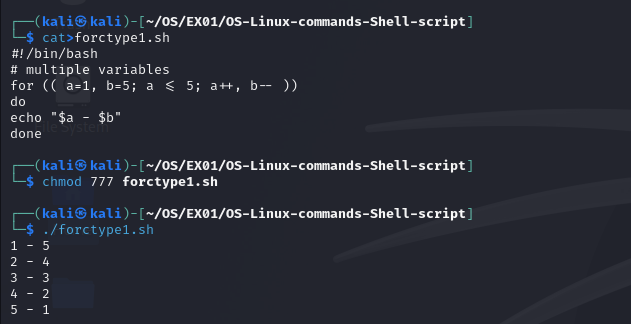 ┌──(kali㉿kali)-[~/OS/EX01/OS-Linux-commands-Shell-script]
└─$ cat>forctype1.sh
#!/bin/bash
# multiple variables
for (( a=1, b=5; a <= 5; a++, b-- ))
do
echo "$a - $b"
done
┌──(kali㉿kali)-[~/OS/EX01/OS-Linux-commands-Shell-script]
└─$ chmod 777 forctype1.sh
┌──(kali㉿kali)-[~/OS/EX01/OS-Linux-commands-Shell-script]
└─$ ./forctype1.sh
1 - 5
2 - 4
3 - 3
4 - 2
5 - 1